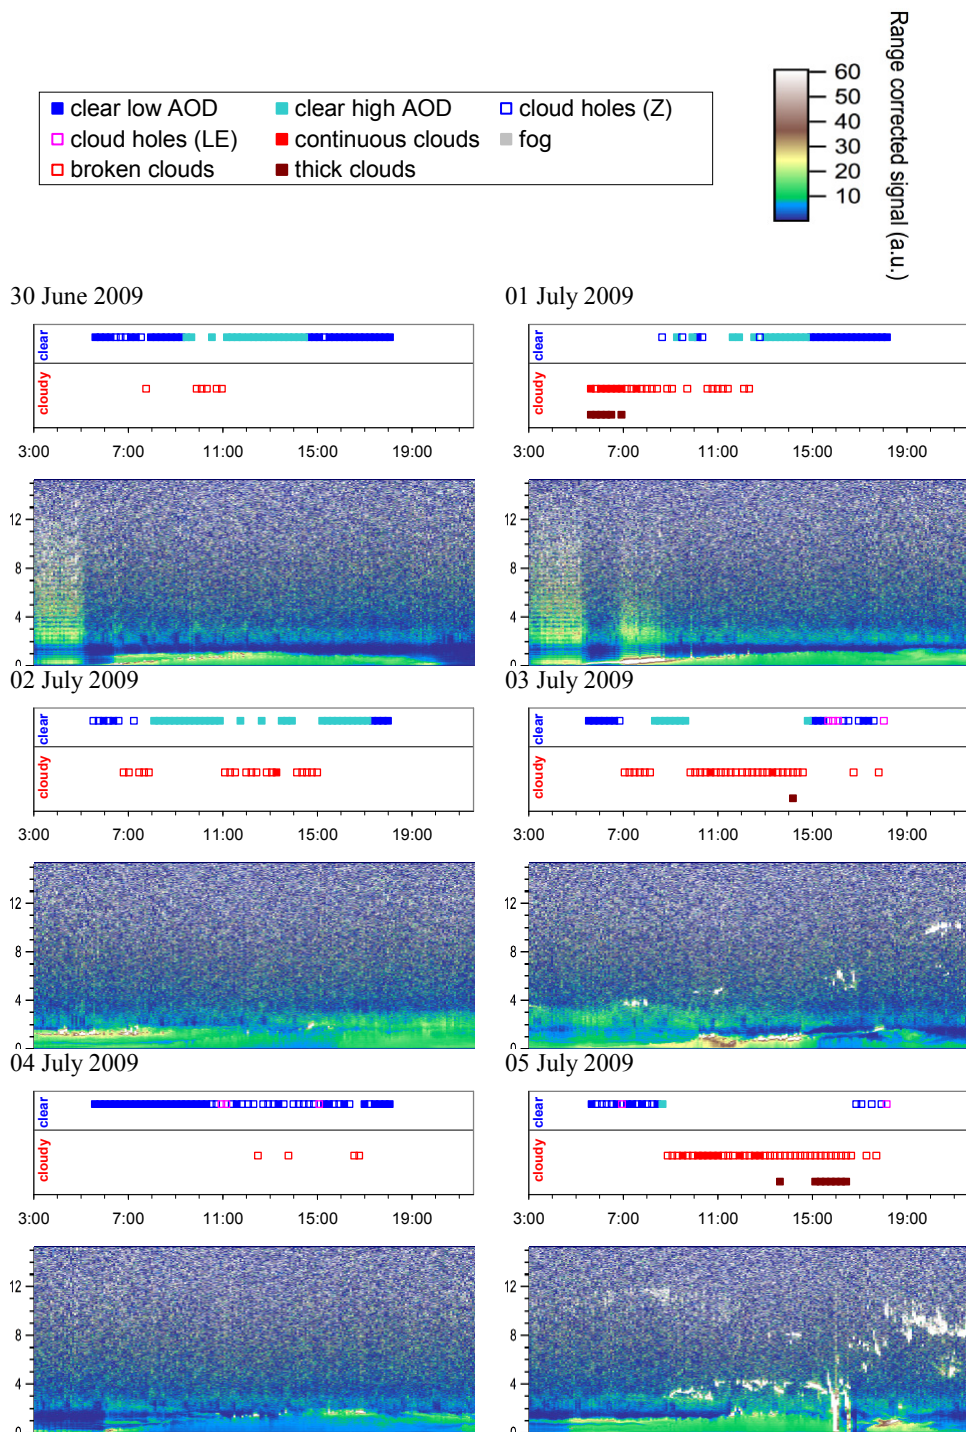 Range corrected signal (a.u.)
60
50
40
30
20
10
clear low AOD clear high AOD cloud holes (Z)
cloud holes (LE) continuous clouds fog
broken clouds thick clouds
30 June 2009 01 July 2009
clear clear
cloudy cloudy
3:00 7:00 11:00 15:00 19:00 3:00 7:00 11:00 15:00 19:00
12 12
8 8
4 4
0 0
02 July 2009 03 July 2009
clear clear
cloudy cloudy
3:00 7:00 11:00 15:00 19:00 3:00 7:00 11:00 15:00 19:00
12 12
8 8
4 4
0 0
04 July 2009 05 July 2009
clear clear
cloudy cloudy
3:00 7:00 11:00 15:00 19:00 3:00 7:00 11:00 15:00 19:00
12 12
8 8
4 4
0 0